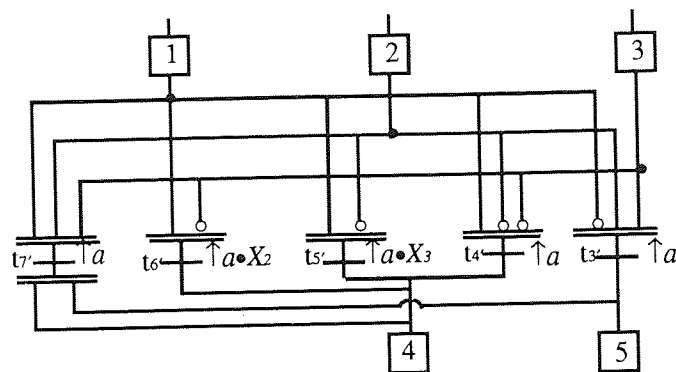 1
2
3
t7' ↑a
t6' ↑a•X2
t5' ↑a•X3
t4' ↑a
t3' ↑a
4
5